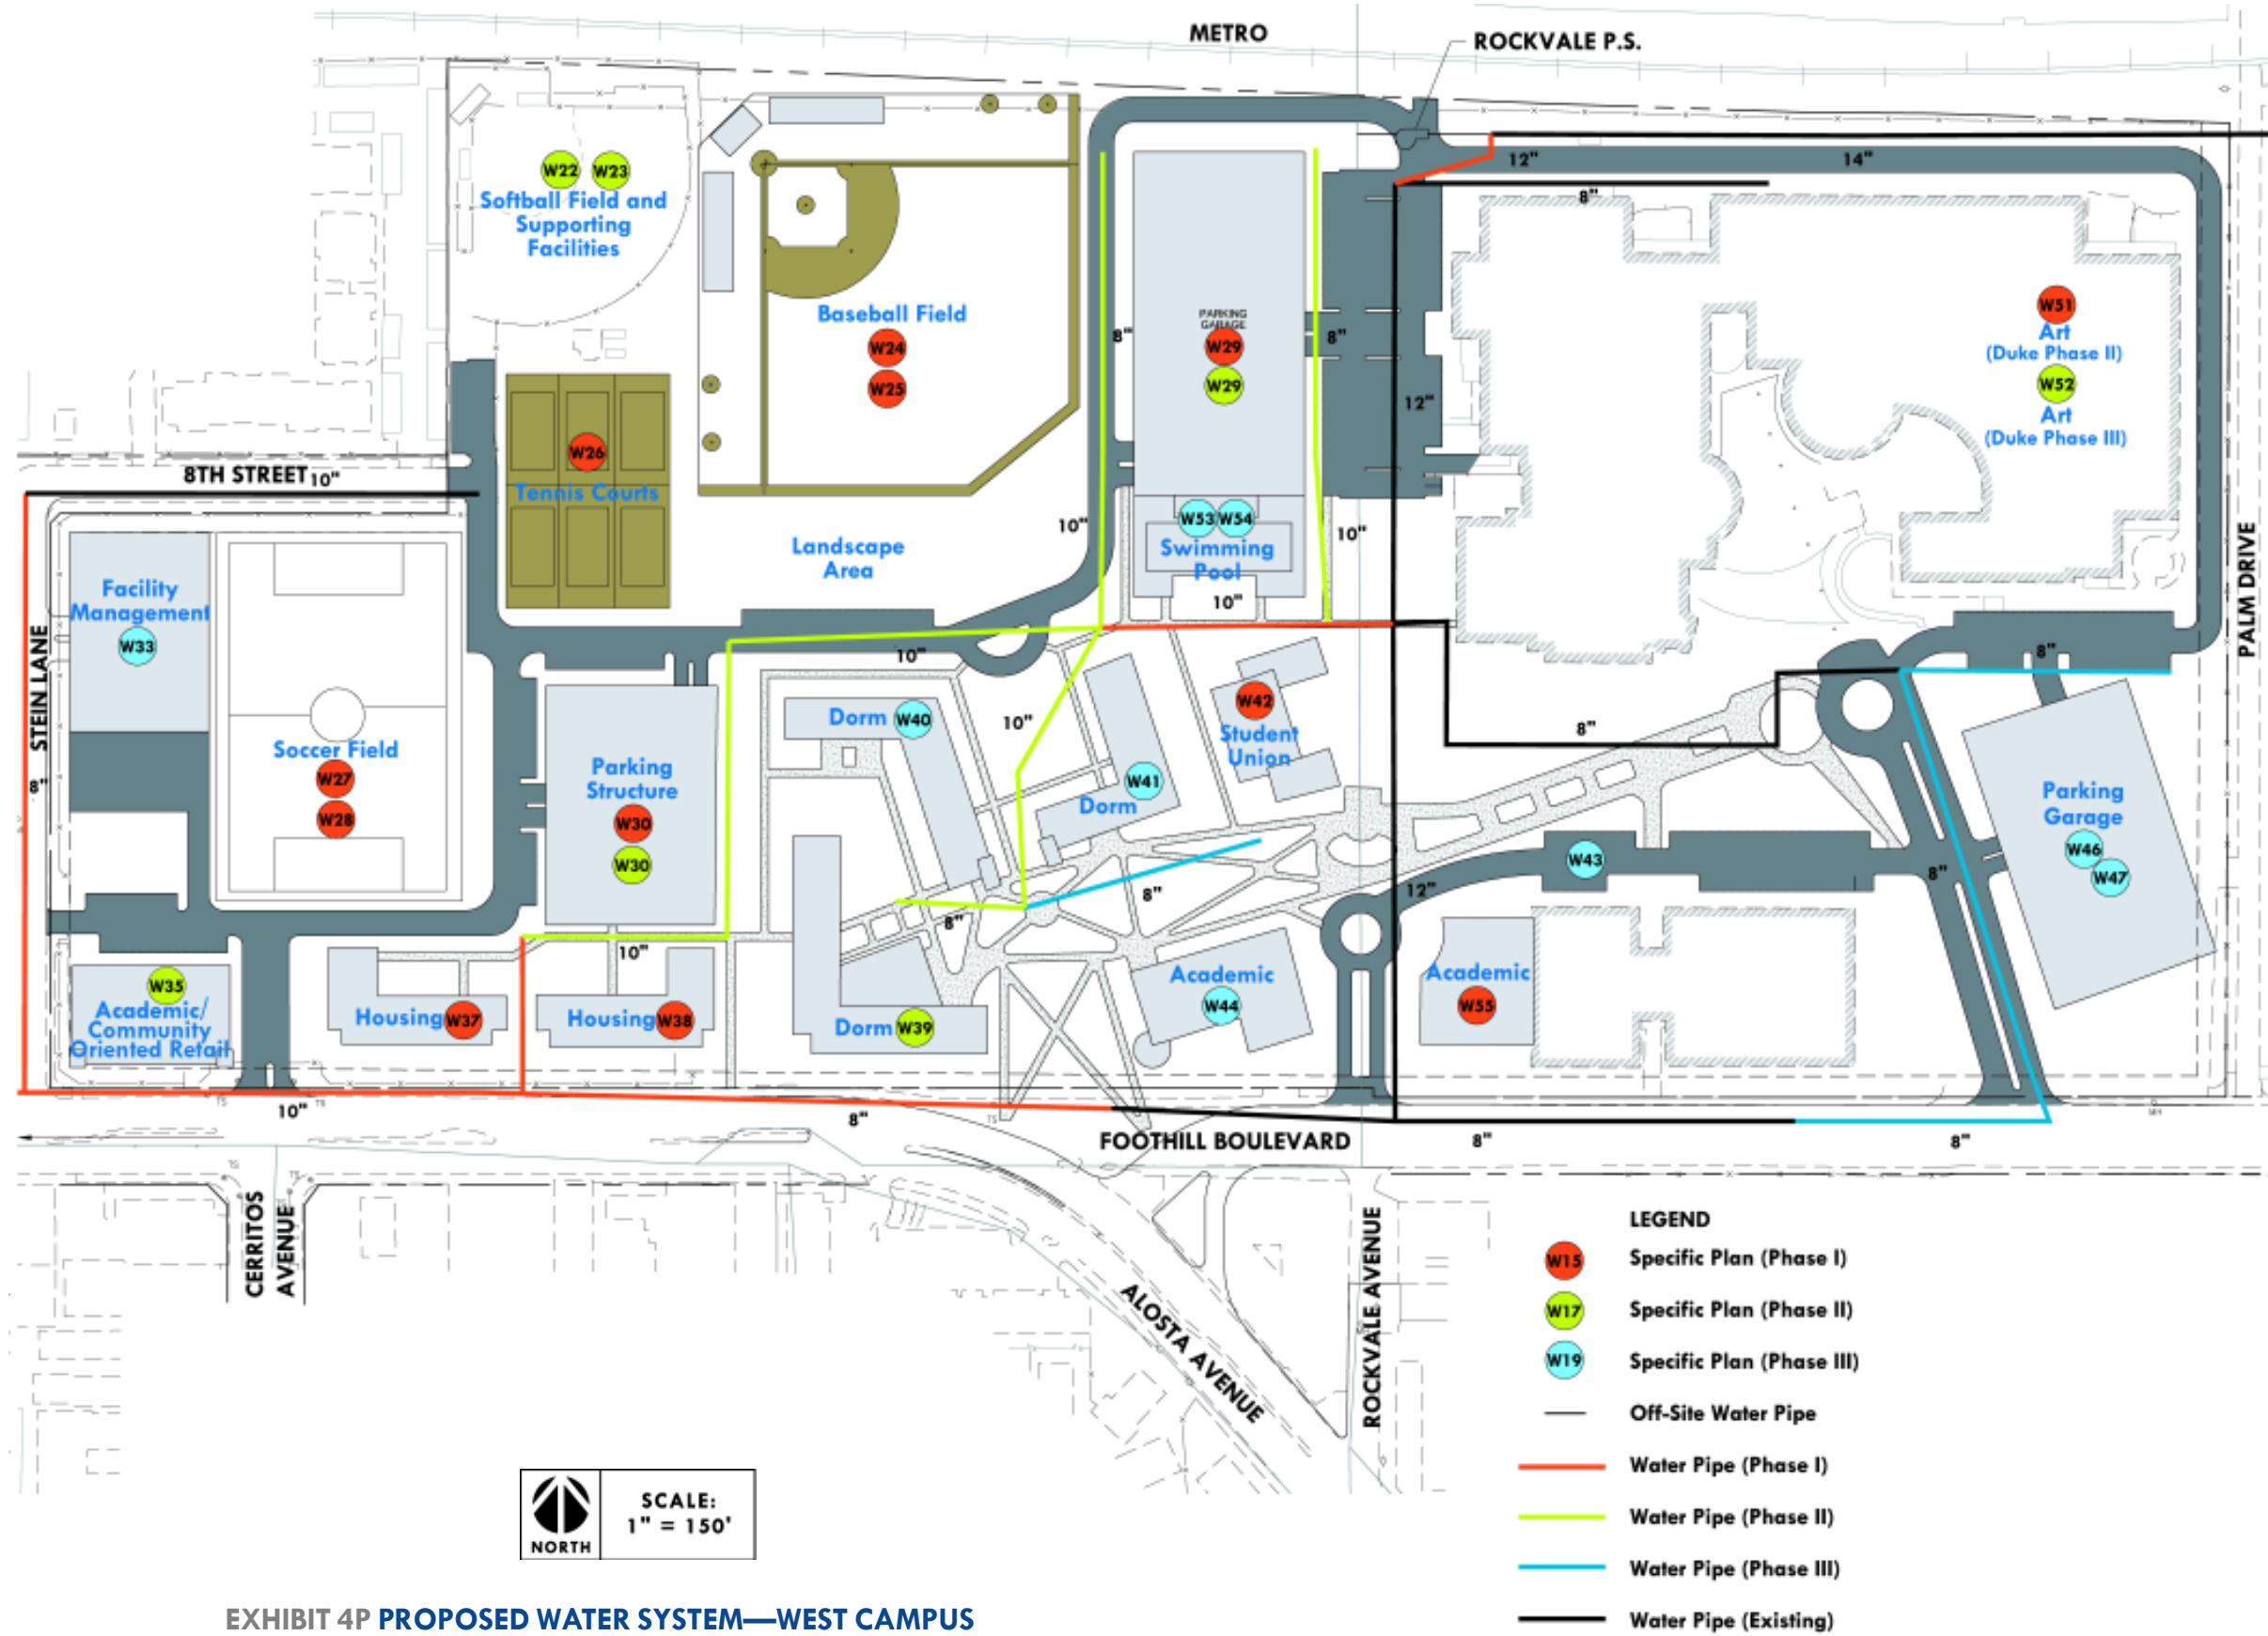 METRO
ROCKVALE P.S.
12"
14"
8"
W22
W23
Softball Field and
Supporting
Facilities
Baseball Field
W24
W25
8"
PARKING
GARAGE
W29
W29
8"
12"
W51
Art
(Duke Phase II)
W52
Art
(Duke Phase III)
W26
Tennis Courts
8TH STREET
10"
Landscape
Area
10"
W53
W54
Swimming
Pool
10"
10"
PALM DRIVE
Facility
Management
W33
STEIN LANE
8"
Soccer Field
W27
W28
Parking
Structure
W30
W30
10"
Dorm
W40
10"
W41
Dorm
W42
Student
Union
8"
8"
Parking
Garage
W46
W47
W43
8"
12"
8"
8"
10"
W35
Academic/
Community
Oriented Retail
Housing
W37
Housing
W38
Dorm
W39
Academic
W44
Academic
W55
TS
TS
10"
8"
TS
FOOTHILL BOULEVARD
8"
8"
MH
TS
TS
CERRITOS
AVENUE
ALOSTA AVENUE
ROCKVALE AVENUE
LEGEND
W15
Specific Plan (Phase I)
W17
Specific Plan (Phase II)
W19
Specific Plan (Phase III)
Off-Site Water Pipe
Water Pipe (Phase I)
Water Pipe (Phase II)
Water Pipe (Phase III)
Water Pipe (Existing)
NORTH
SCALE:
1" = 150'
EXHIBIT 4P PROPOSED WATER SYSTEM—WEST CAMPUS